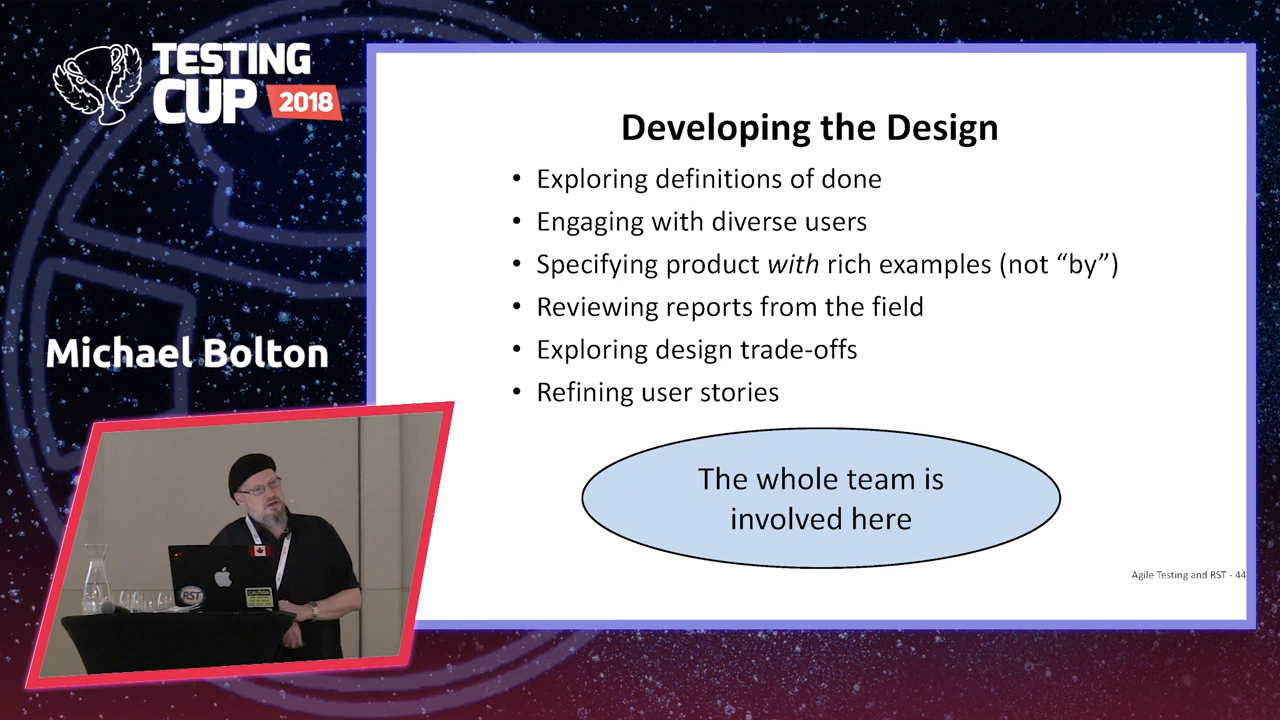 TESTING
CUP 2018
Michael Bolton
Developing the Design
• Exploring definitions of done
• Engaging with diverse users
• Specifying product with rich examples (not “by”)
• Reviewing reports from the field
• Exploring design trade-offs
• Refining user stories
The whole team is
involved here
Agile Testing and RST - 44
RST
CAUTION